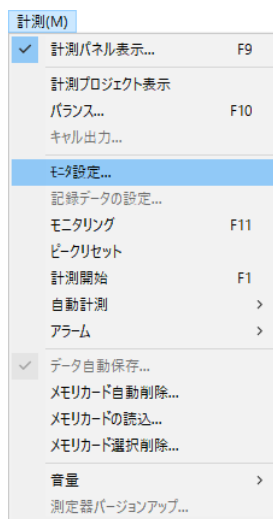 計測(M)
計測パネル表示... F9
計測プロジェクト表示
バランス... F10
キャル出力...
ﾓﾆﾀ設定...
記録データの設定...
モニタリング F11
ピークリセット
計測開始 F1
自動計測
アラーム
データ自動保存...
メモリカード自動削除...
メモリカードの読込...
メモリカード選択削除...
音量
測定器バージョンアップ...